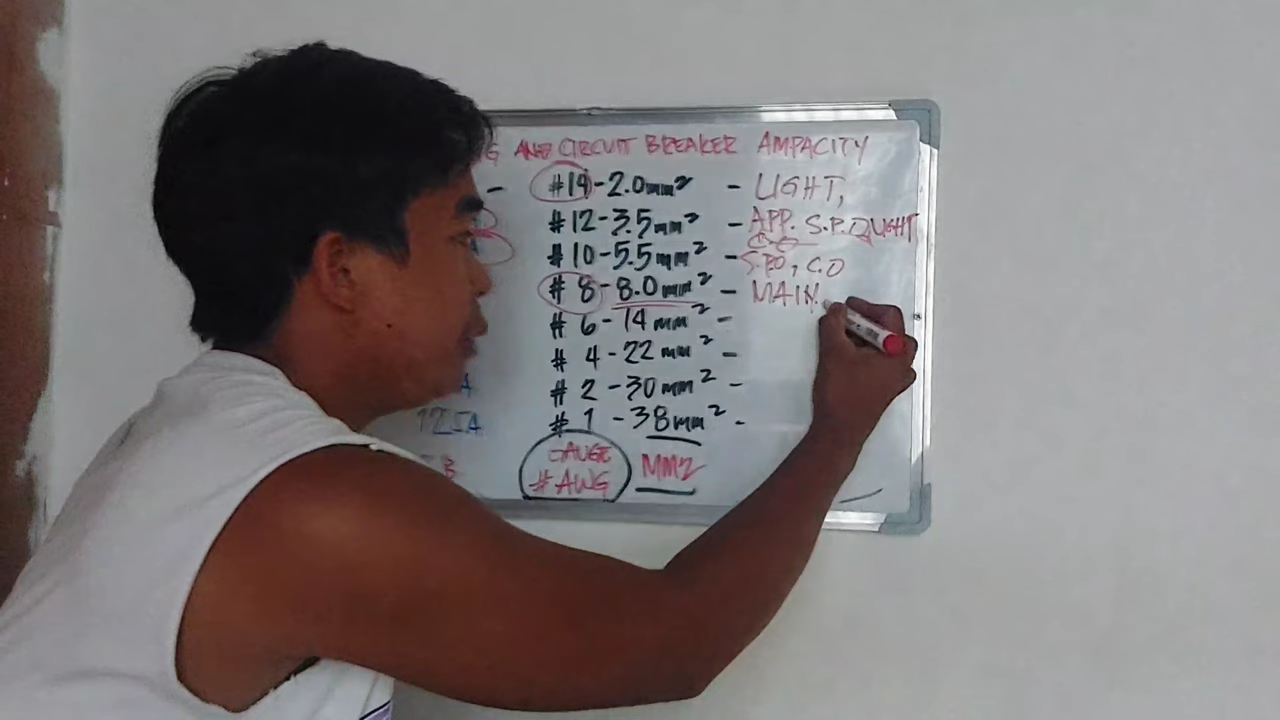 AND CIRCUIT BREAKER AMPACITY
- #14 - 2.0mm² - LIGHT,
#12 - 3.5mm² - APP. S.P.O LIGHT
C.O
#10 - 5.5mm² - S.P.O, C.O
#8 - 8.0mm² - MAIN
#6 - 14mm² -
#4 - 22mm² -
#2 - 30mm² -
#1 - 38mm² -
GAUGE
#AWG MM2